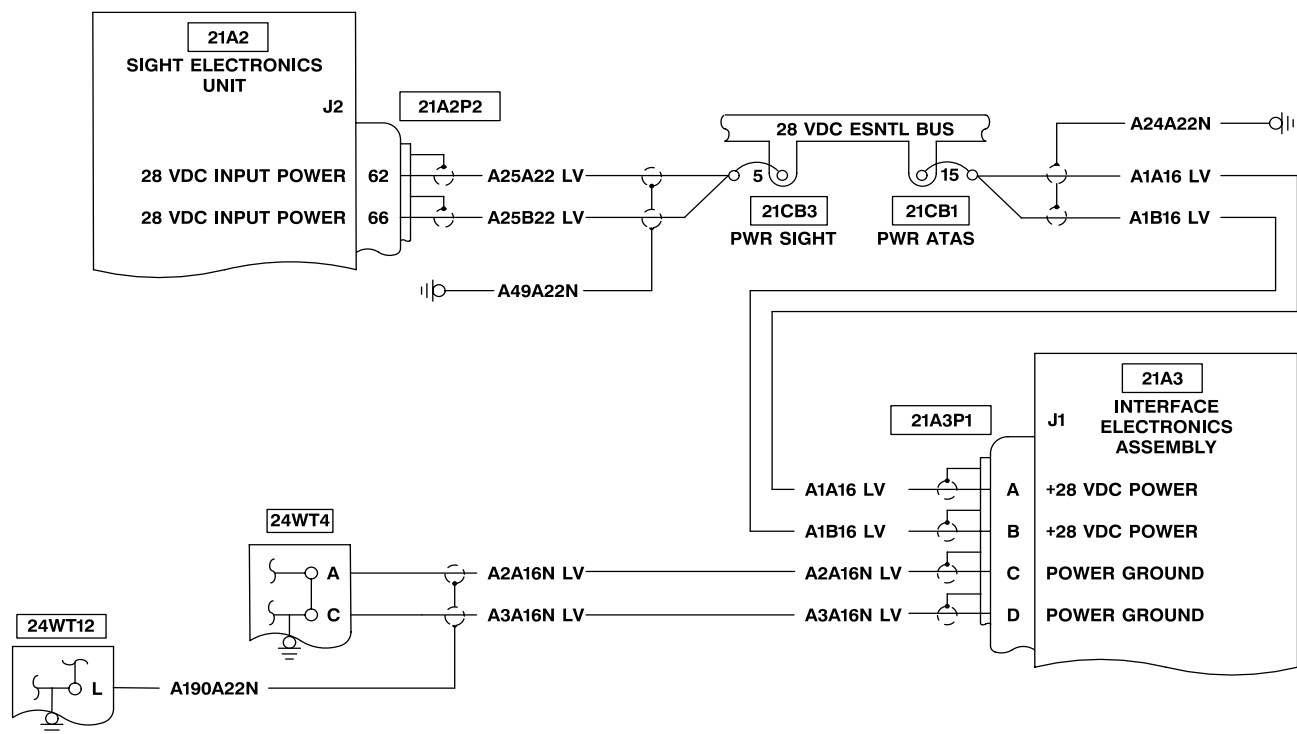 21A2
SIGHT ELECTRONICS
UNIT
J2
21A2P2
28 VDC INPUT POWER 62 A25A22 LV
28 VDC INPUT POWER 66 A25B22 LV
A49A22N
28 VDC ESNTL BUS
5
15
21CB3
PWR SIGHT
21CB1
PWR ATAS
A24A22N
A1A16 LV
A1B16 LV
21A3
INTERFACE
ELECTRONICS
ASSEMBLY
J1
21A3P1
A1A16 LV A +28 VDC POWER
A1B16 LV B +28 VDC POWER
24WT4
A A2A16N LV A2A16N LV C POWER GROUND
C A3A16N LV A3A16N LV D POWER GROUND
24WT12
L A190A22N